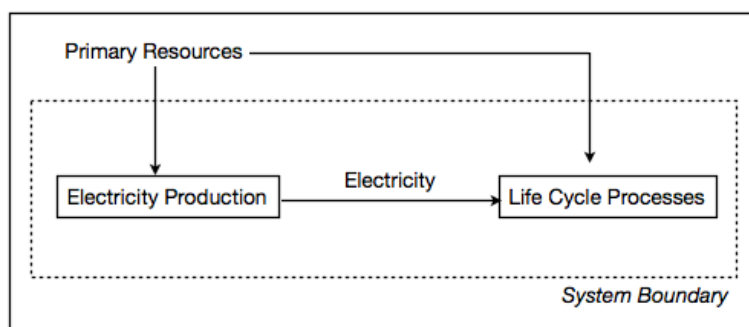 Primary Resources
Electricity
Electricity Production
Life Cycle Processes
System Boundary